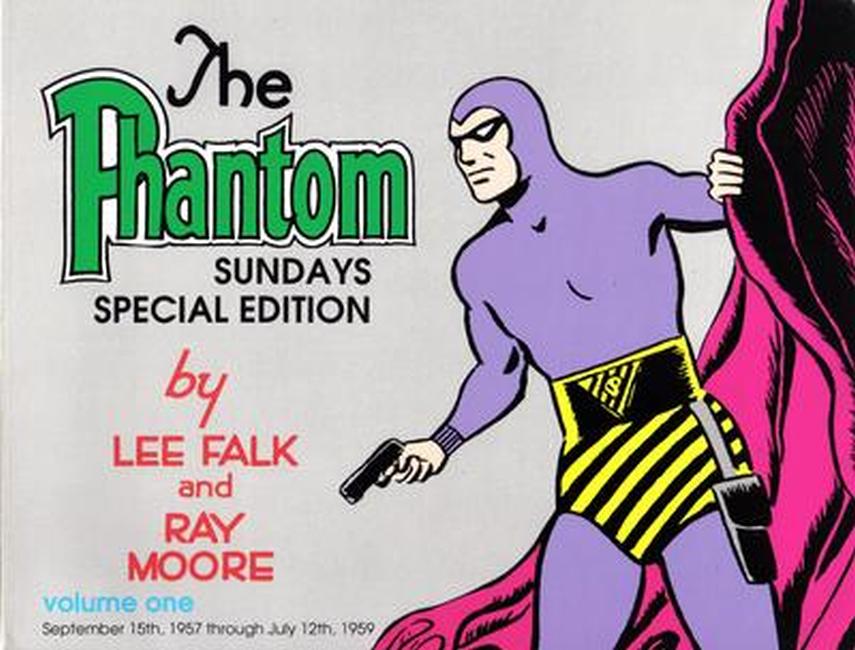 The
Phantom
SUNDAYS
SPECIAL EDITION
by
LEE FALK
and
RAY
MOORE
volume one
September 15th, 1957 through July 12th, 1959